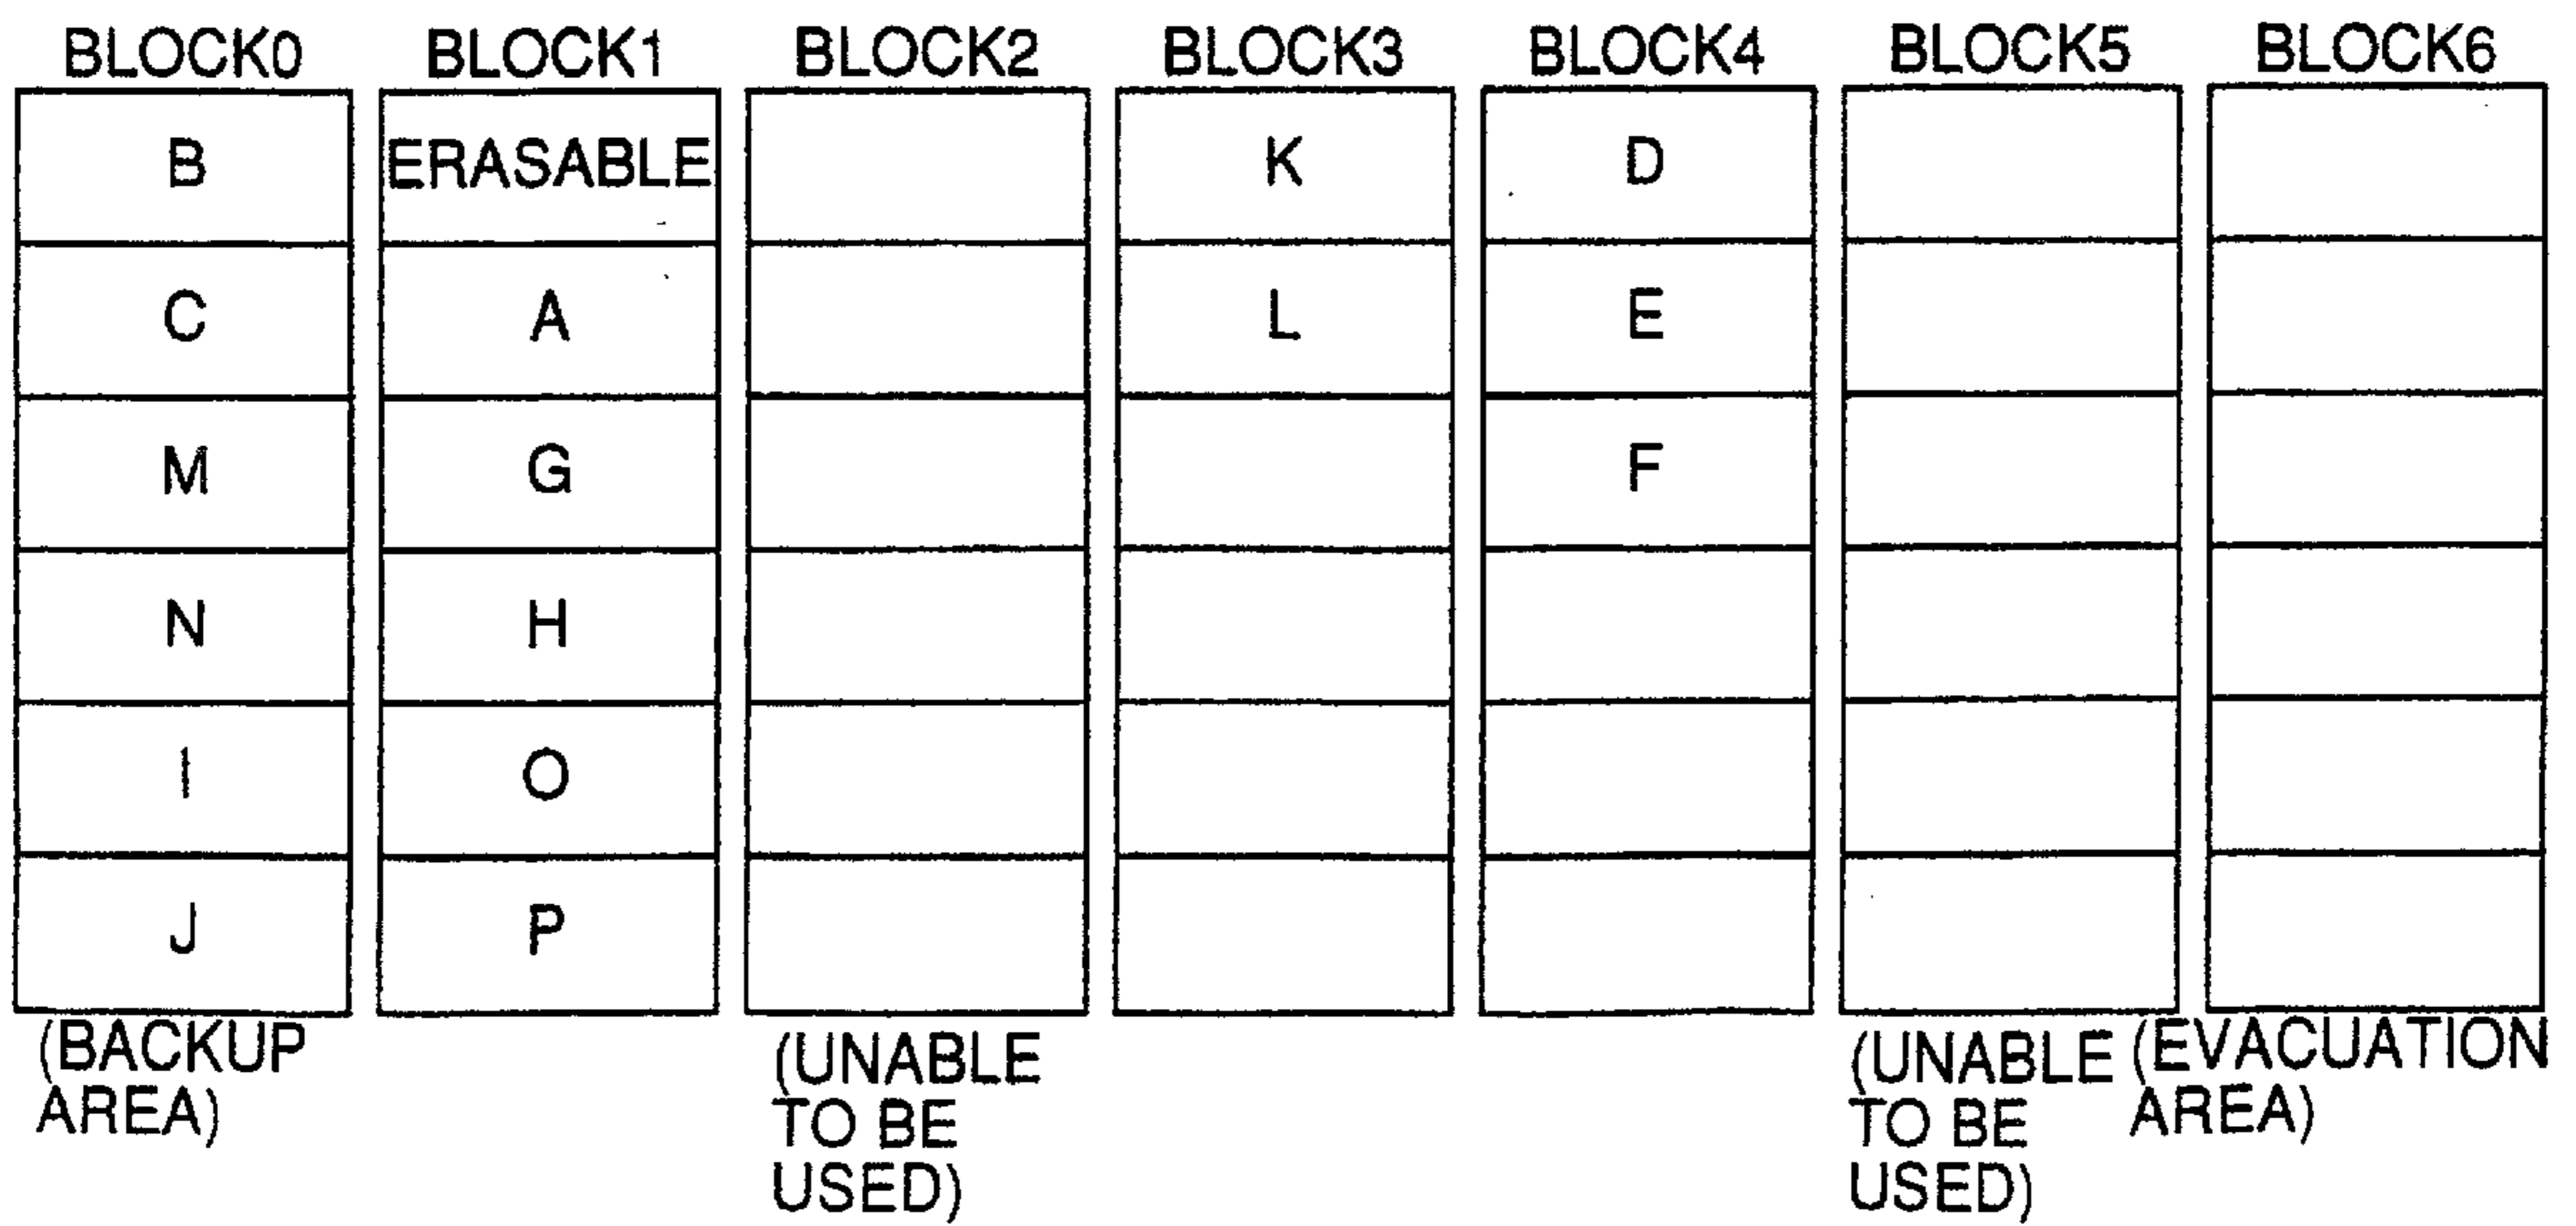 BLOCK0 BLOCK1 BLOCK2 BLOCK3 BLOCK4 BLOCK5 BLOCK6
B ERASABLE K D
C A L E
M G F
N H
I O
J P
(BACKUP
AREA)
(UNABLE
TO BE
USED)
(UNABLE
TO BE
USED)
(EVACUATION
AREA)